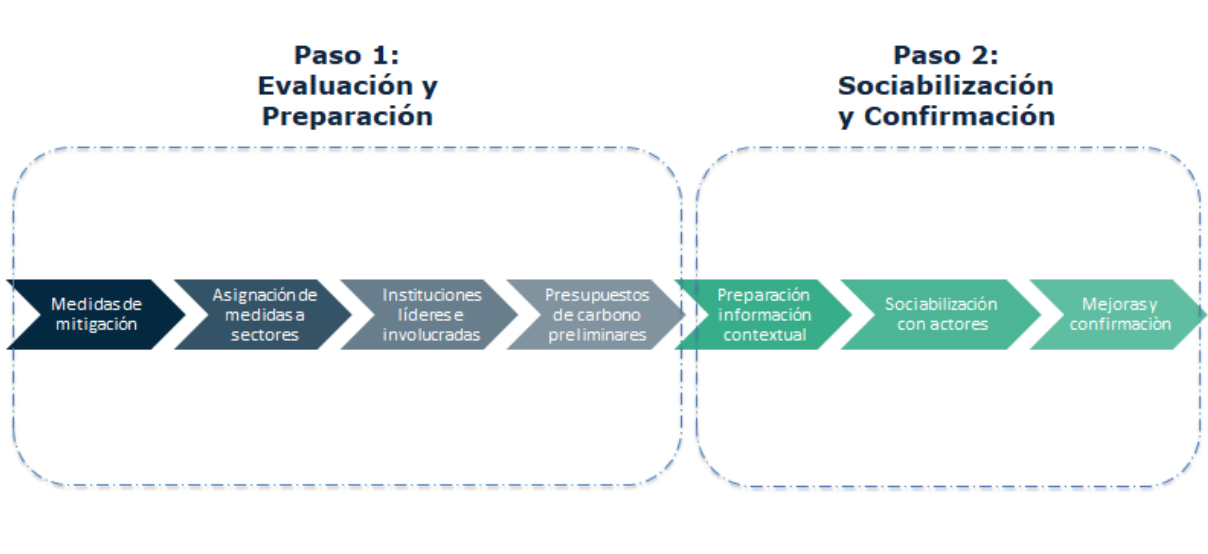 Paso 1:
Evaluación y
Preparación
Paso 2:
Sociabilización
y Confirmación
Medidas de
mitigación
Asignación de
medidas a
sectores
Instituciones
líderes e
involucradas
Presupuestos
de carbono
preliminares
Preparación
información
contextual
Sociabilización
con actores
Mejoras y
confirmaciòn